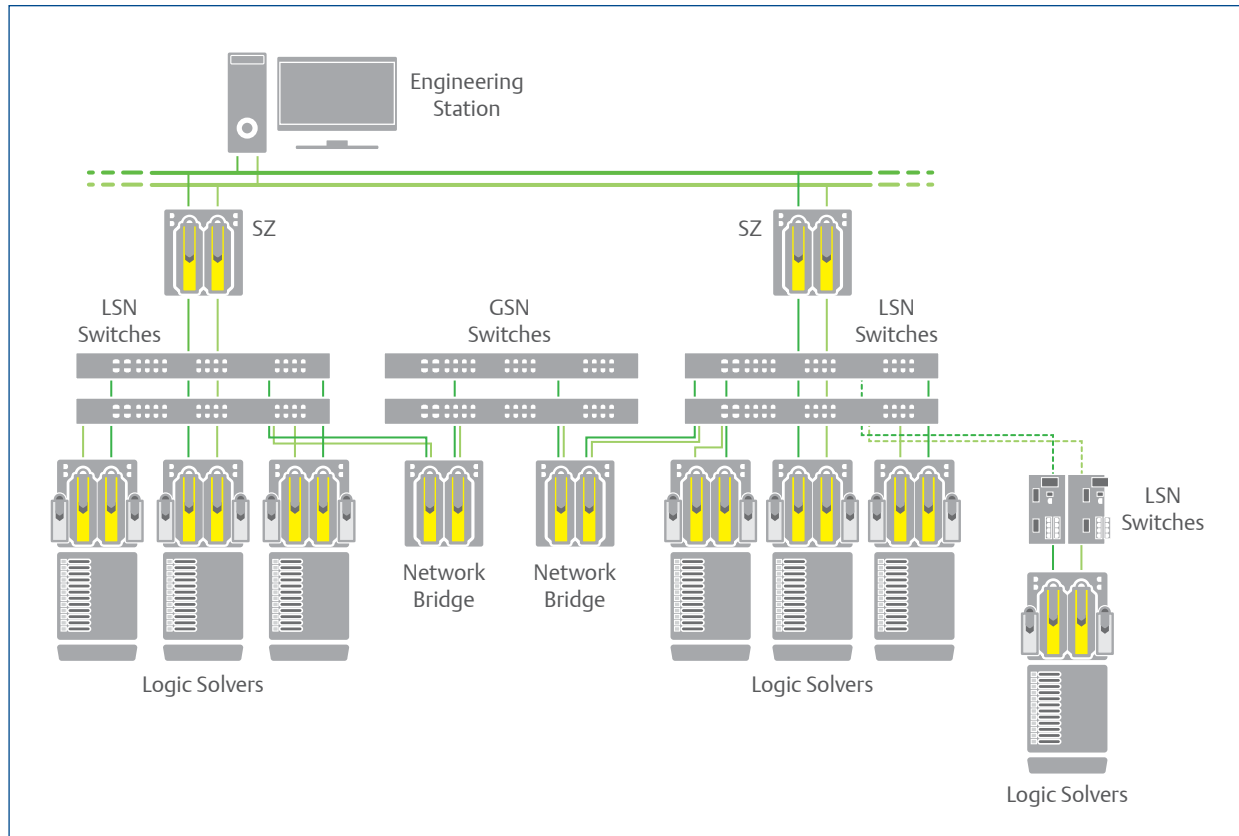 Engineering
Station
SZ
SZ
LSN
Switches
GSN
Switches
LSN
Switches
LSN
Switches
Network
Bridge
Network
Bridge
Logic Solvers
Logic Solvers
Logic Solvers